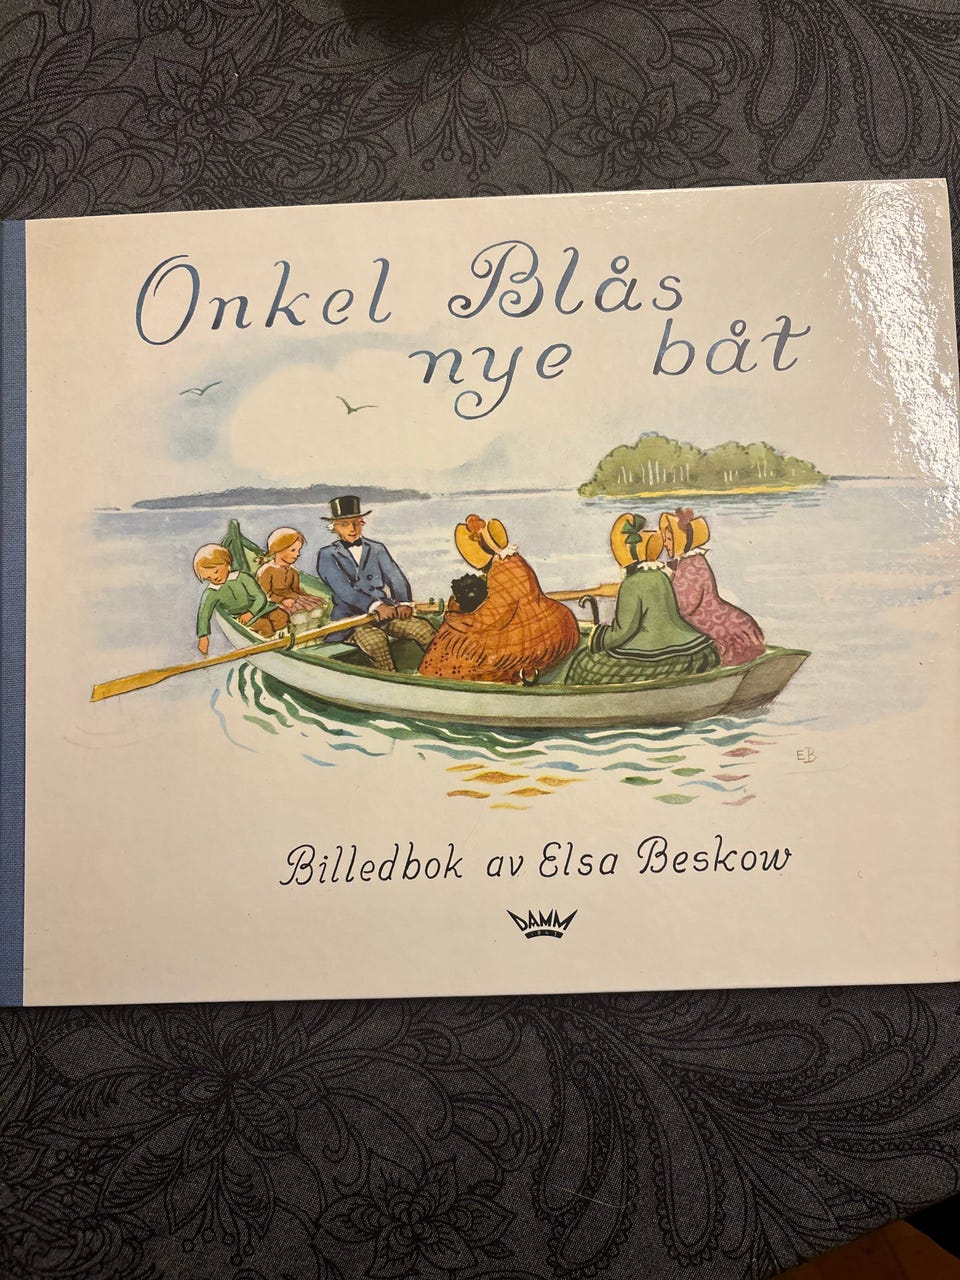 Onkel Blås
nye båt
EB
Billedbok av Elsa Beskow
DAMM